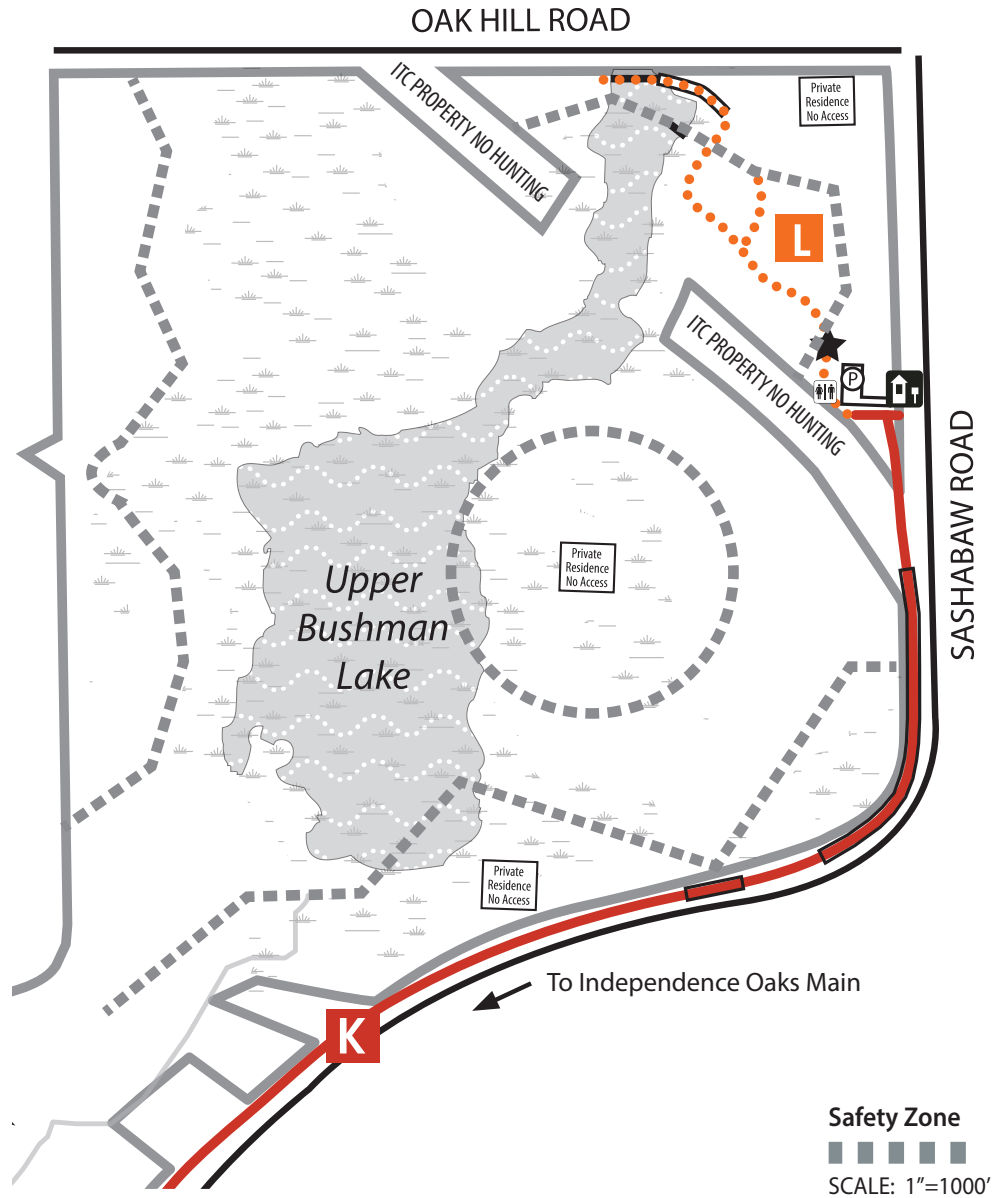 OAK HILL ROAD
ITC PROPERTY NO HUNTING
Private
Residence
No Access
L
ITC PROPERTY NO HUNTING
P
SASHABAW ROAD
Private
Residence
No Access
Upper
Bushman
Lake
Private
Residence
No Access
To Independence Oaks Main
K
Safety Zone
SCALE: 1”=1000’